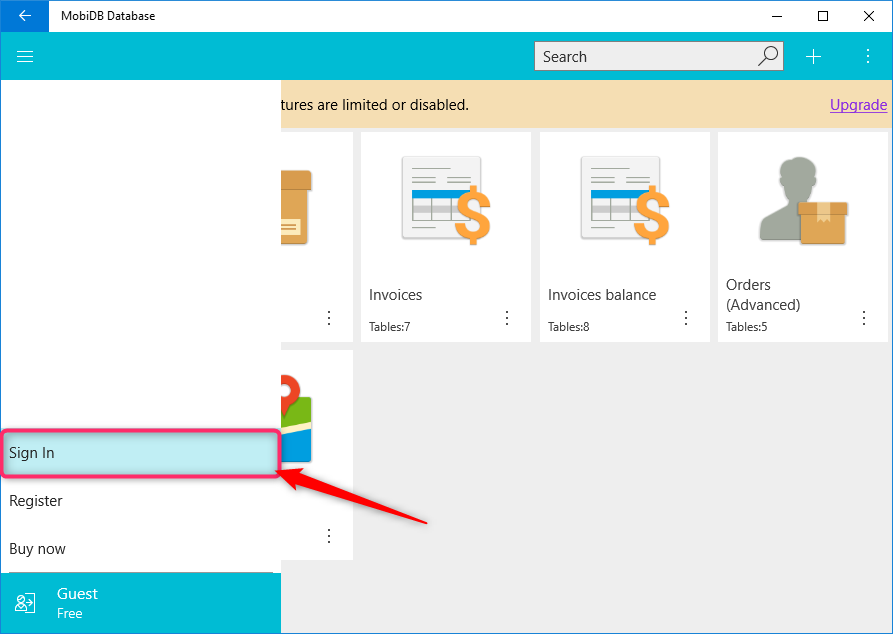 MobiDB Database
Search
tures are limited or disabled.
Upgrade
Invoices
Tables:7
Invoices balance
Tables:8
Orders
(Advanced)
Tables:5
Sign In
Register
Buy now
Guest
Free